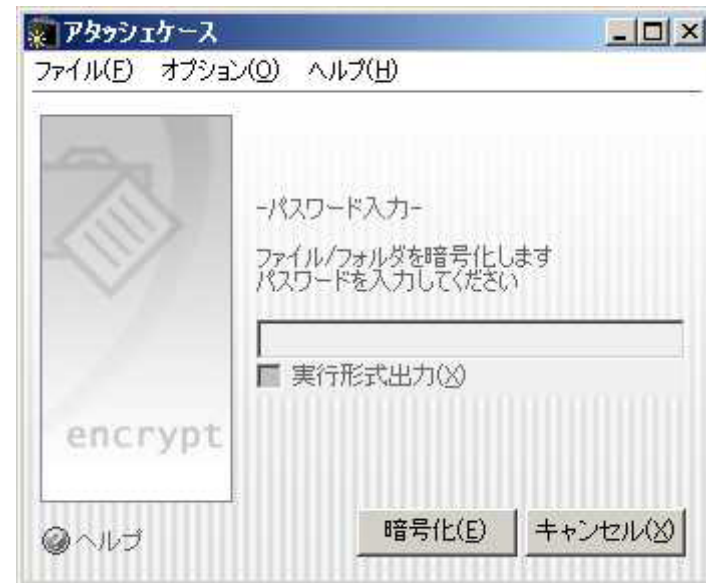 アタッシェケース
ファイル(F) オプション(O) ヘルプ(H)
-パスワード入力-
ファイル/フォルダを暗号化します
パスワードを入力してください
実行形式出力(X)
encrypt
ヘルプ
暗号化(E)
キャンセル(X)